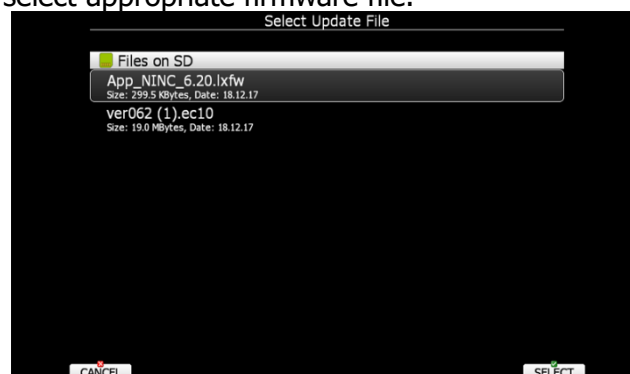 select appropriate firmware file.
Select Update File
Files on SD
App_NINC_6.20.lxfw
Size: 299.5 KBytes, Date: 18.12.17
ver062 (1).ec10
Size: 19.0 MBytes, Date: 18.12.17
CANCEL
SELECT